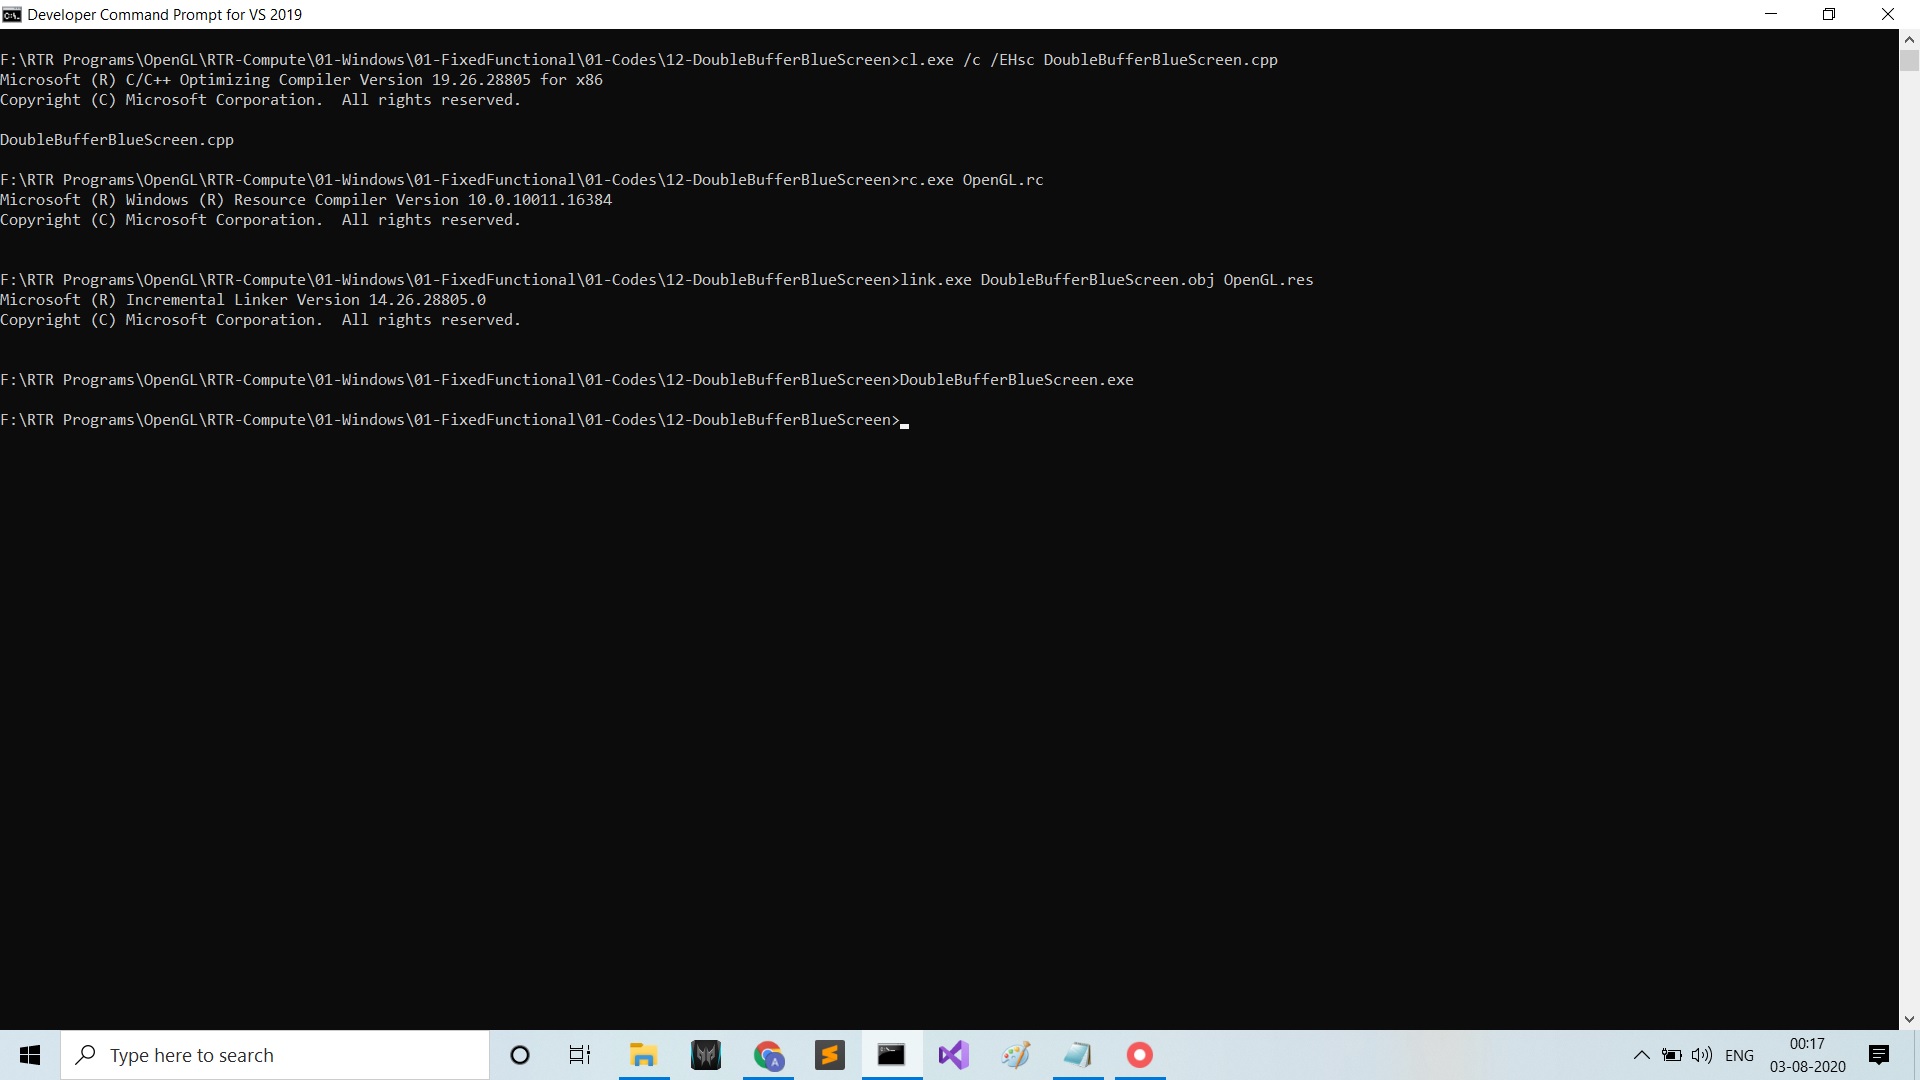 Developer Command Prompt for VS 2019
F:\RTR Programs\OpenGL\RTR-Compute\01-Windows\01-FixedFunctional\01-Codes\12-DoubleBufferBlueScreen>cl.exe /c /EHsc DoubleBufferBlueScreen.cpp
Microsoft (R) C/C++ Optimizing Compiler Version 19.26.28805 for x86
Copyright (C) Microsoft Corporation.  All rights reserved.
DoubleBufferBlueScreen.cpp
F:\RTR Programs\OpenGL\RTR-Compute\01-Windows\01-FixedFunctional\01-Codes\12-DoubleBufferBlueScreen>rc.exe OpenGL.rc
Microsoft (R) Windows (R) Resource Compiler Version 10.0.10011.16384
Copyright (C) Microsoft Corporation.  All rights reserved.
F:\RTR Programs\OpenGL\RTR-Compute\01-Windows\01-FixedFunctional\01-Codes\12-DoubleBufferBlueScreen>link.exe DoubleBufferBlueScreen.obj OpenGL.res
Microsoft (R) Incremental Linker Version 14.26.28805.0
Copyright (C) Microsoft Corporation.  All rights reserved.
F:\RTR Programs\OpenGL\RTR-Compute\01-Windows\01-FixedFunctional\01-Codes\12-DoubleBufferBlueScreen>DoubleBufferBlueScreen.exe
F:\RTR Programs\OpenGL\RTR-Compute\01-Windows\01-FixedFunctional\01-Codes\12-DoubleBufferBlueScreen>
Type here to search
ENG
00:17
03-08-2020